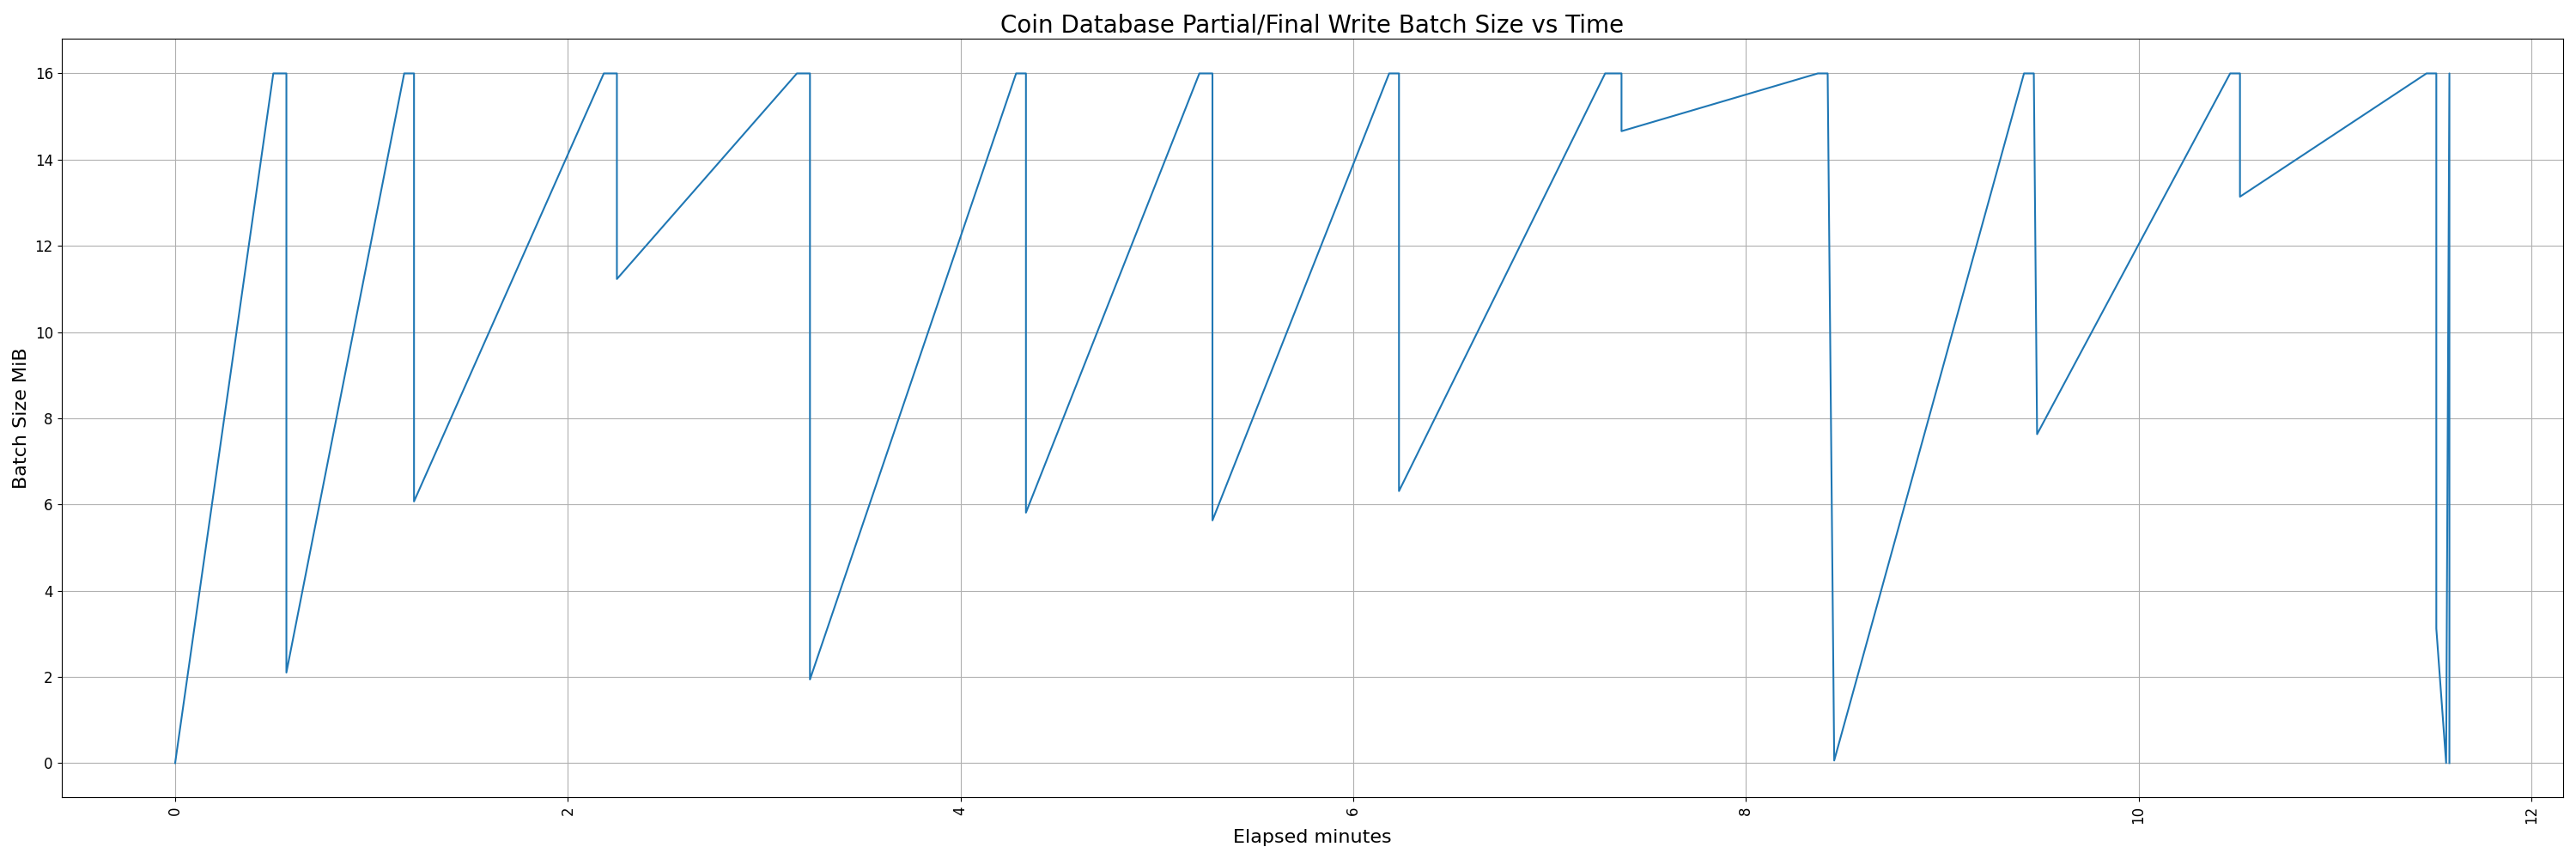 Coin Database Partial/Final Write Batch Size vs Time
Batch Size MiB
16
14
12
10
8
6
4
2
0
0 2 4 6 8 10 12
Elapsed minutes